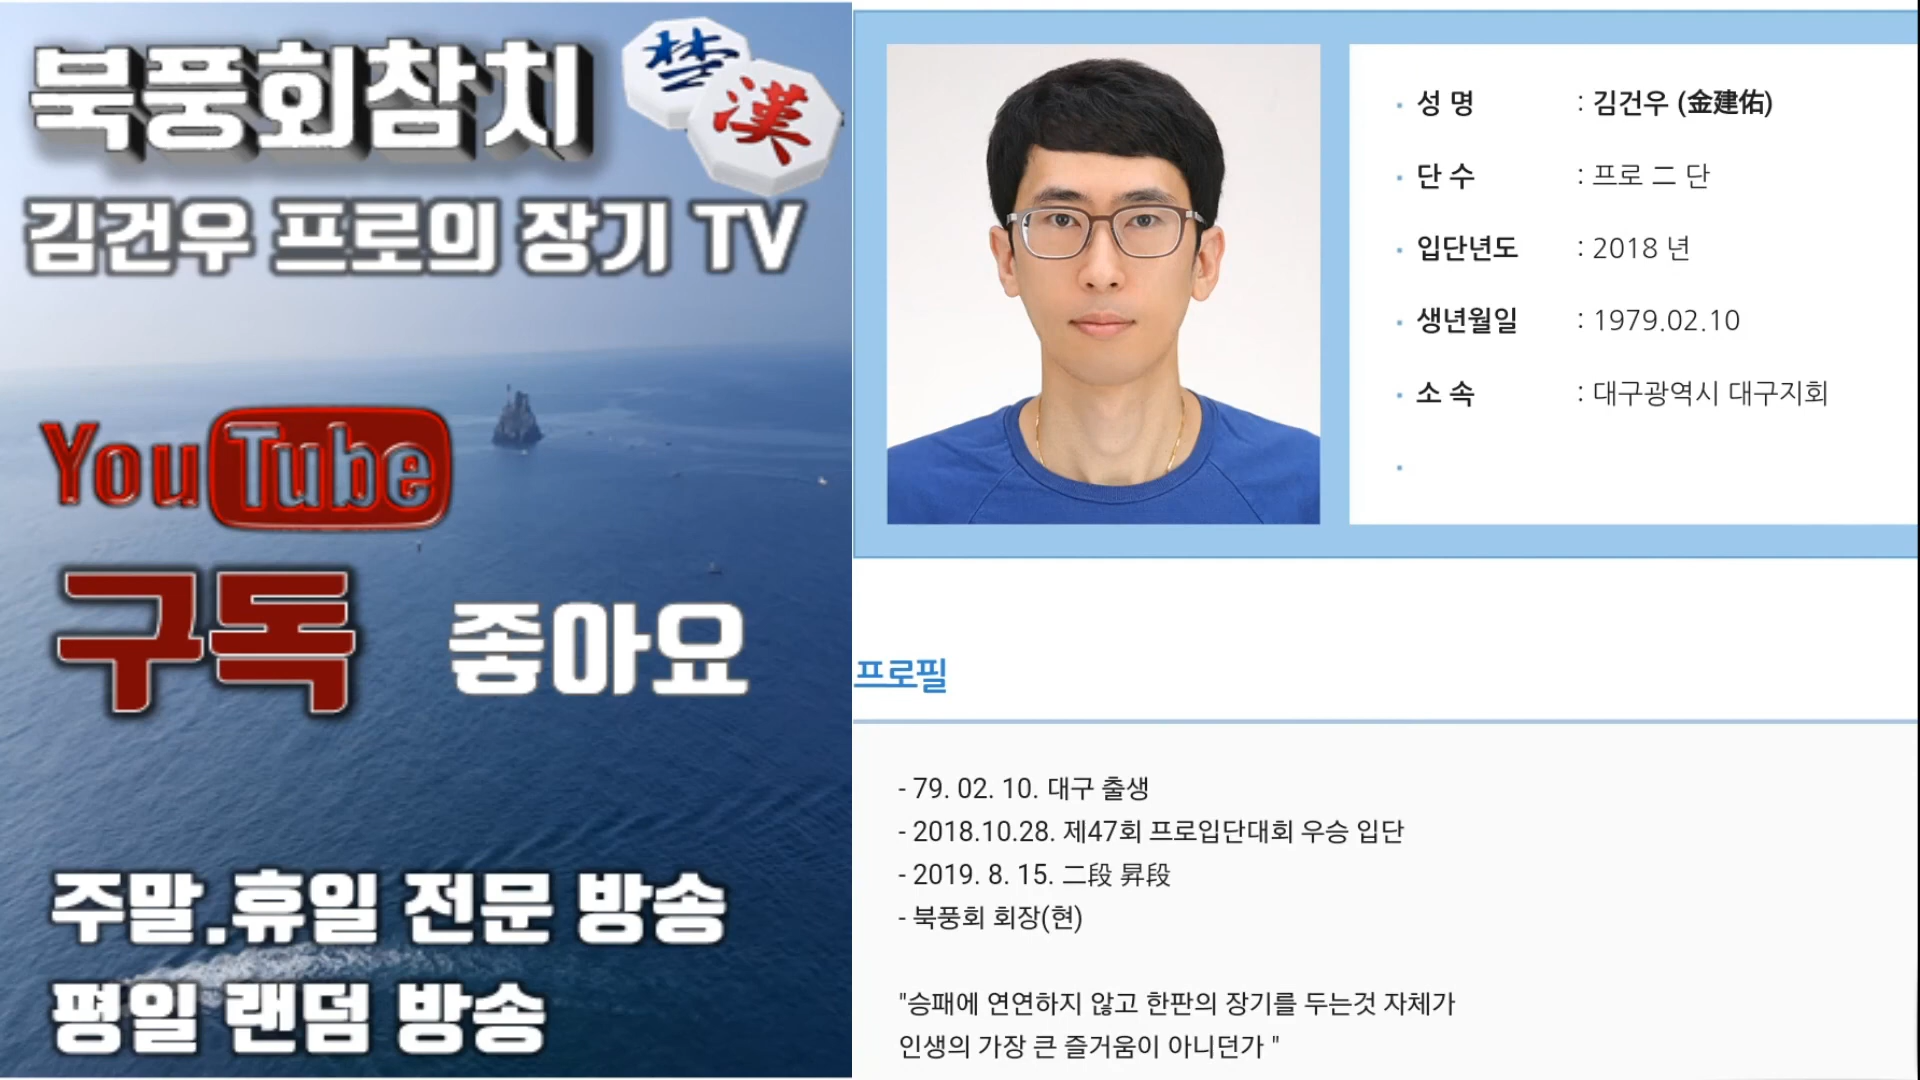 북풍회참치
楚
漢
김건우 프로의 장기 TV
YouTube
구독 좋아요
주말.휴일 전문 방송
평일 랜덤 방송
성 명 : 김건우 (金建佑)
단 수 : 프로 二 단
입단년도 : 2018 년
생년월일 : 1979.02.10
소 속 : 대구광역시 대구지회
프로필
- 79. 02. 10. 대구 출생
- 2018.10.28. 제47회 프로입단대회 우승 입단
- 2019. 8. 15. 二段 昇段
- 북풍회 회장(현)
"승패에 연연하지 않고 한판의 장기를 두는것 자체가
인생의 가장 큰 즐거움이 아니던가 "